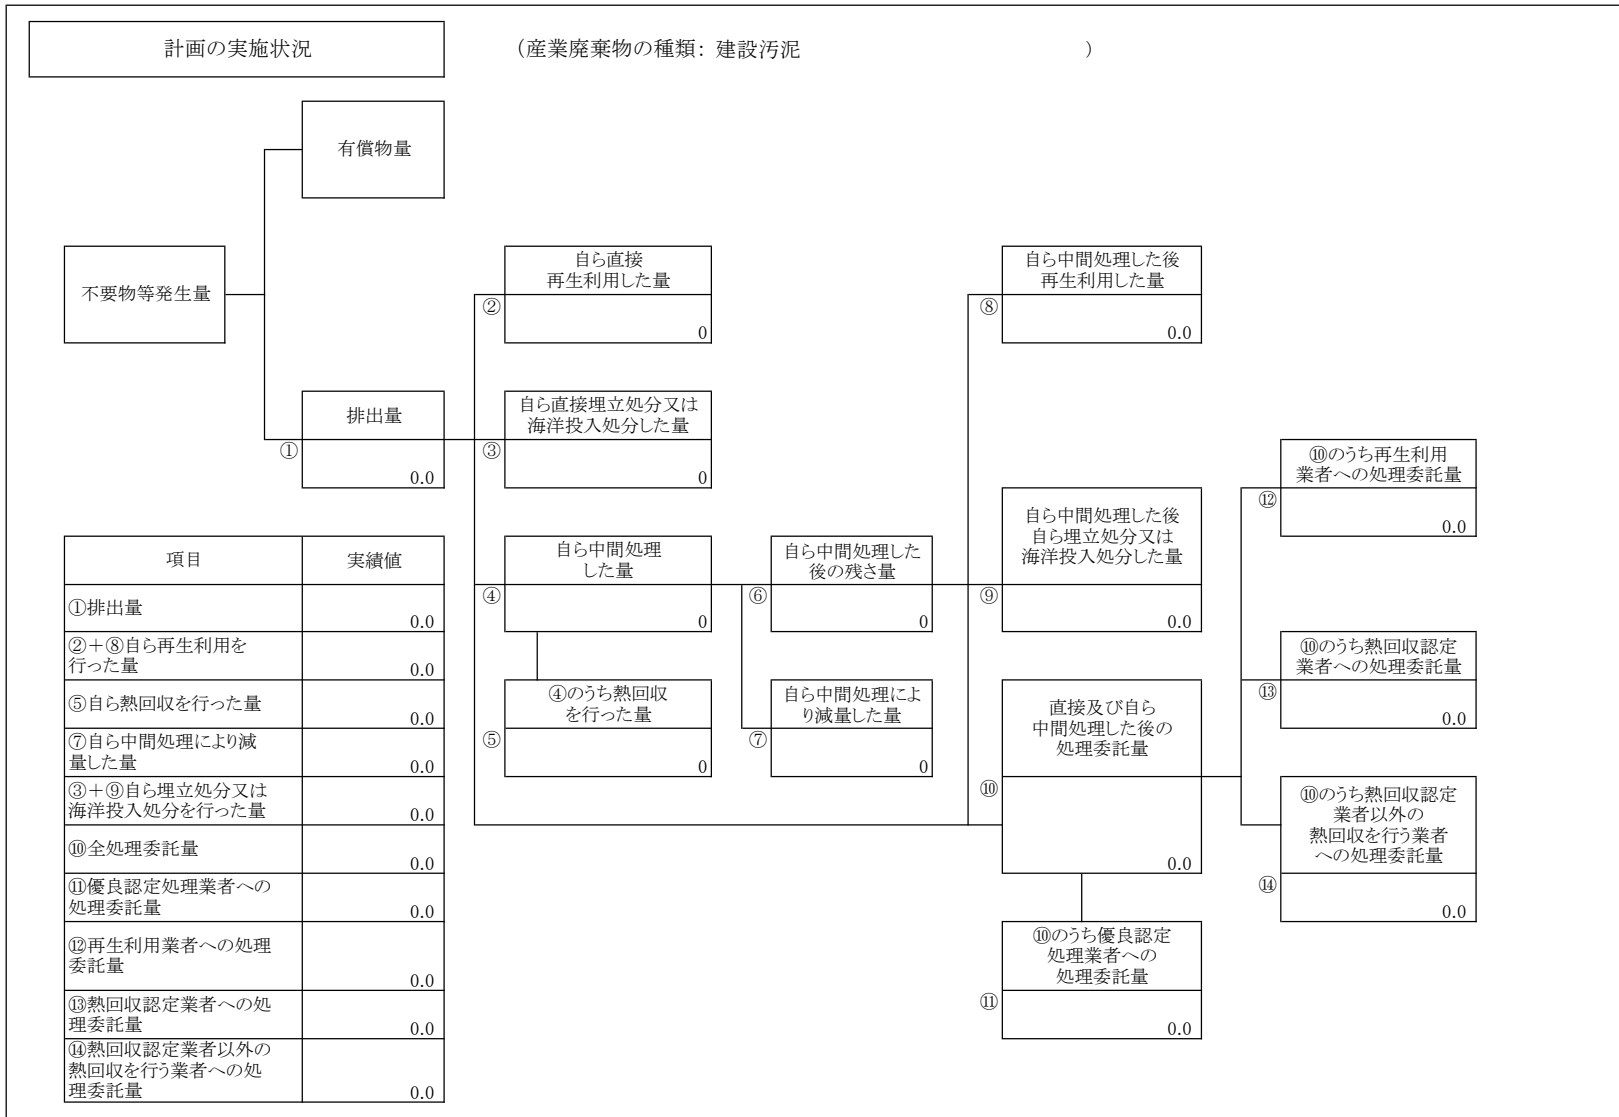 計画の実施状況
（産業廃棄物の種類：建設汚泥　　　　　　　　　　）
有償物量
不要物等発生量
自ら直接
再生利用した量
②
0
自ら中間処理した後
再生利用した量
⑧
0.0
排出量
①
0.0
自ら直接埋立処分又は
海洋投入処分した量
③
0
⑩のうち再生利用
業者への処理委託量
⑫
0.0
自ら中間処理
した量
④
0
自ら中間処理した
後の残さ量
⑥
0
自ら中間処理した後
自ら埋立処分又は
海洋投入処分した量
⑨
0.0
⑩のうち熱回収認定
業者への処理委託量
⑬
0.0
④のうち熱回収
を行った量
⑤
0
自ら中間処理によ
り減量した量
⑦
0
直接及び自ら
中間処理した後の
処理委託量
⑩
0.0
⑩のうち熱回収認定
業者以外の
熱回収を行う業者
への処理委託量
⑭
0.0
⑩のうち優良認定
処理業者への
処理委託量
⑪
0.0
項目 実績値
①排出量
0.0
②＋⑧自ら再生利用を
行った量 0.0
⑤自ら熱回収を行った量
0.0
⑦自ら中間処理により減
量した量 0.0
③＋⑨自ら埋立処分又は
海洋投入処分を行った量 0.0
⑩全処理委託量
0.0
⑪優良認定処理業者への
処理委託量 0.0
⑫再生利用業者への処理
委託量
0.0
⑬熱回収認定業者への処
理委託量 0.0
⑭熱回収認定業者以外の
熱回収を行う業者への処
理委託量 0.0